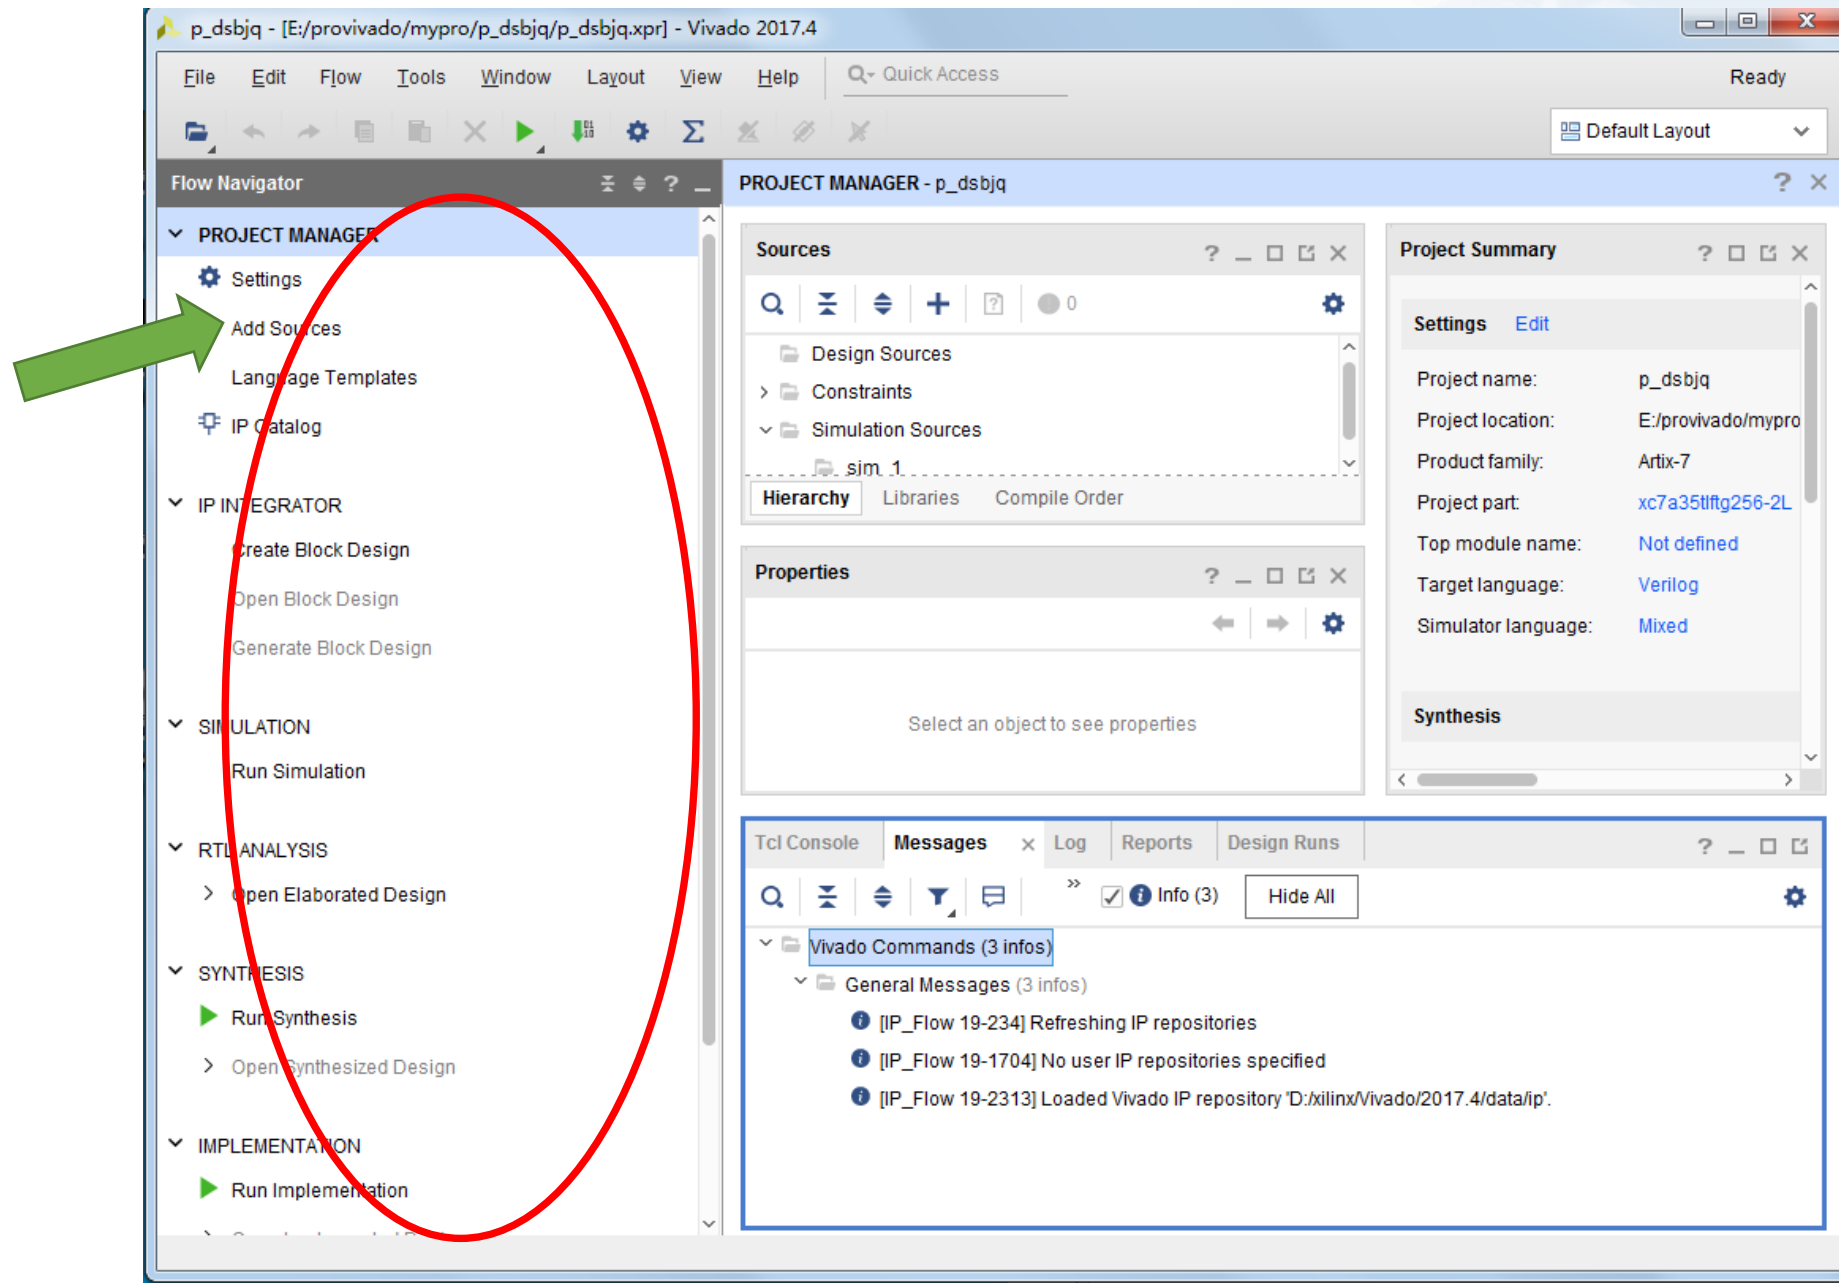 p_dsbjq - [E:/provivado/mypro/p_dsbjq/p_dsbjq.xpr] - Vivado 2017.4
File Edit Flow Tools Window Layout View Help Quick Access Ready
Default Layout
Flow Navigator
PROJECT MANAGER
Settings
Add Sources
Language Templates
IP Catalog
IP INTEGRATOR
Create Block Design
Open Block Design
Generate Block Design
SIMULATION
Run Simulation
RTL ANALYSIS
Open Elaborated Design
SYNTHESIS
Run Synthesis
Open Synthesized Design
IMPLEMENTATION
Run Implementation
PROJECT MANAGER - p_dsbjq
Sources
0
Design Sources
Constraints
Simulation Sources
sim_1
Hierarchy Libraries Compile Order
Properties
Select an object to see properties
Project Summary
Settings Edit
Project name: p_dsbjq
Project location: E:/provivado/mypro
Product family: Artix-7
Project part: xc7a35tlftg256-2L
Top module name: Not defined
Target language: Verilog
Simulator language: Mixed
Synthesis
Tcl Console Messages Log Reports Design Runs
Info (3) Hide All
Vivado Commands (3 infos)
General Messages (3 infos)
[IP_Flow 19-234] Refreshing IP repositories
[IP_Flow 19-1704] No user IP repositories specified
[IP_Flow 19-2313] Loaded Vivado IP repository 'D:/xilinx/Vivado/2017.4/data/ip'.